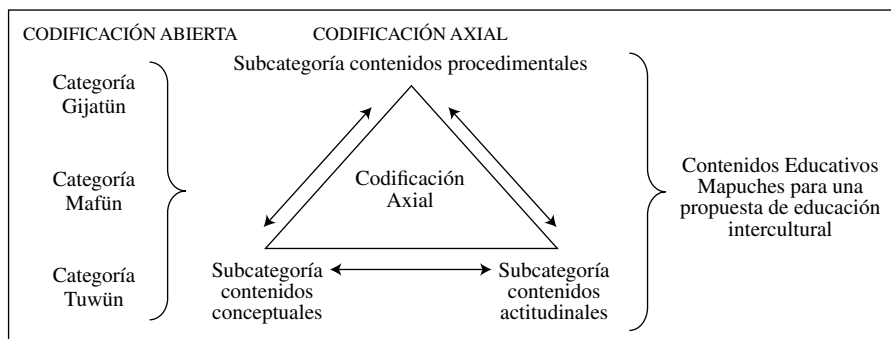 CODIFICACIÓN ABIERTA
CODIFICACIÓN AXIAL
Subcategoría contenidos procedimentales
Categoría
Gijatün
Categoría
Mafün
Categoría
Tuwün
Codificación
Axial
Subcategoría
contenidos
conceptuales
Subcategoría
contenidos
actitudinales
Contenidos Educativos
Mapuches para una
propuesta de educación
intercultural